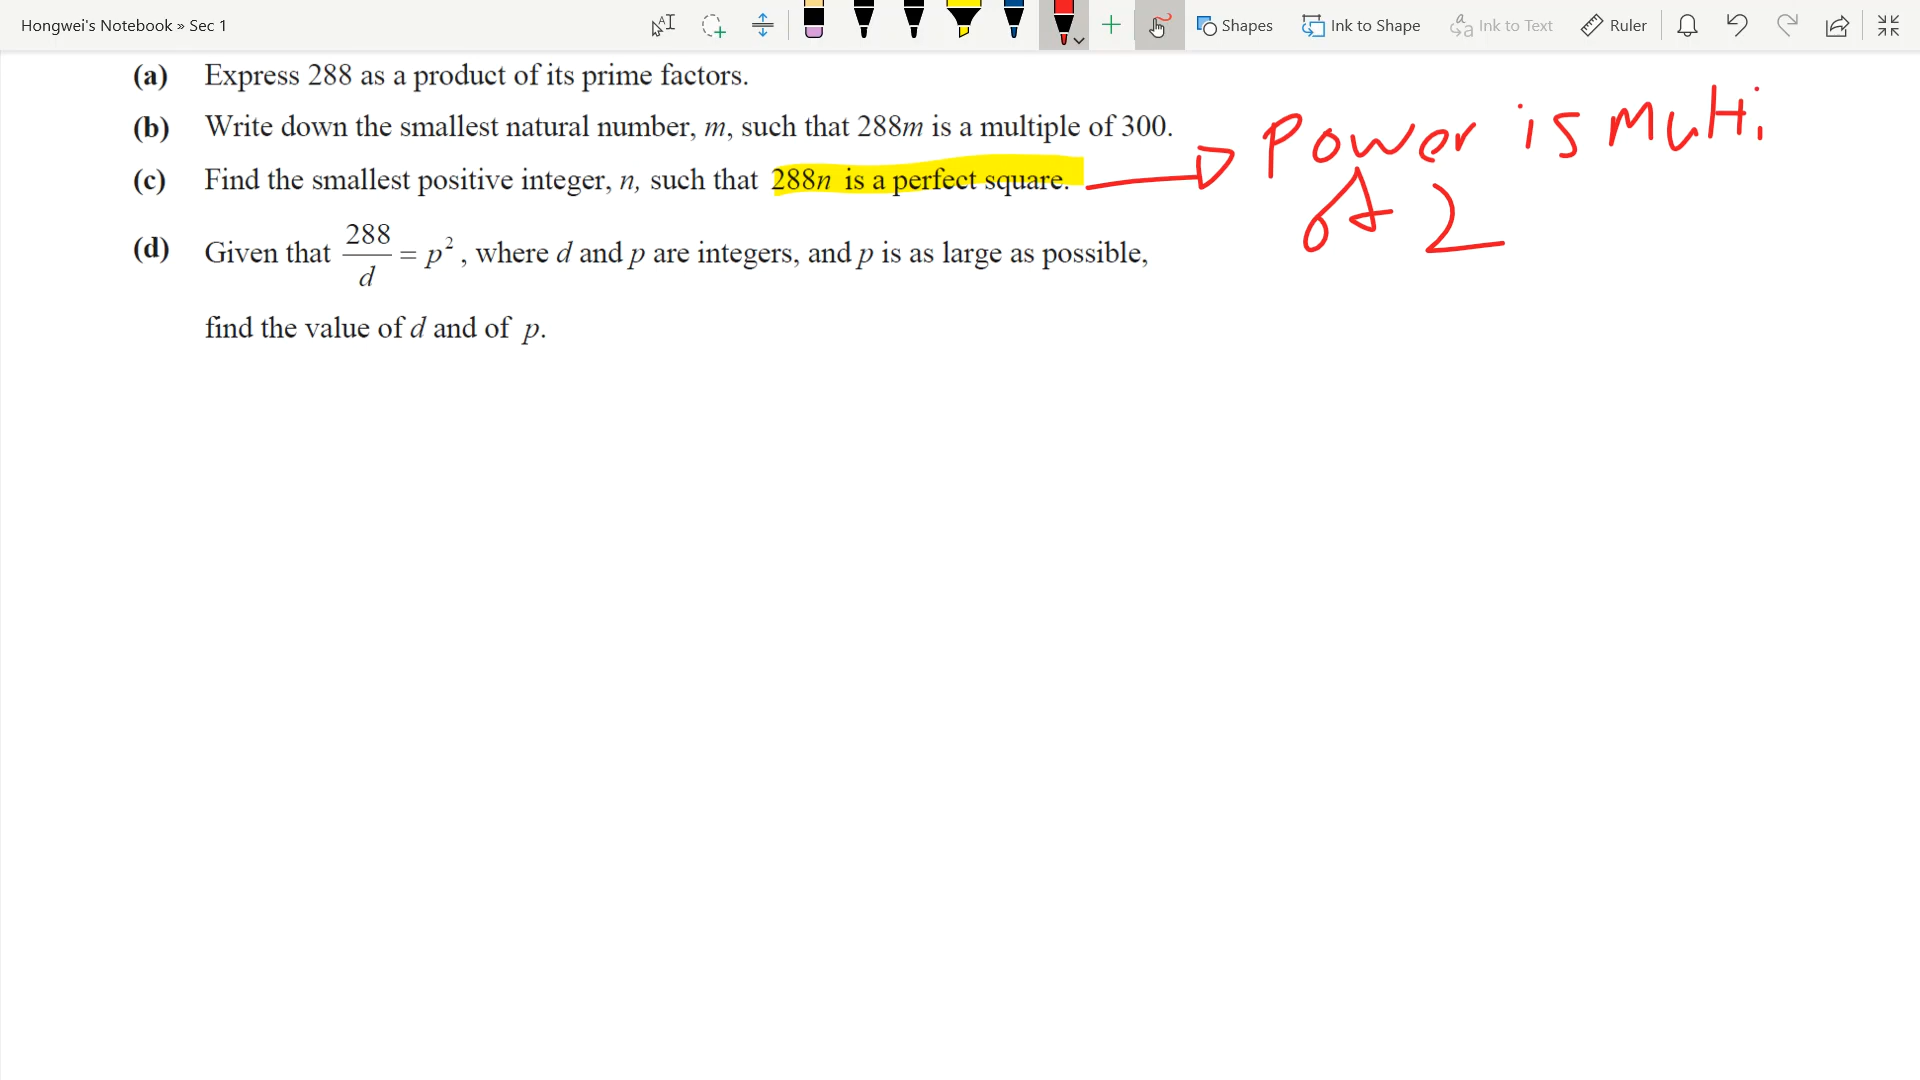 Hongwei's Notebook » Sec 1
Shapes Ink to Shape Ink to Text Ruler
(a) Express 288 as a product of its prime factors.
(b) Write down the smallest natural number, m, such that 288m is a multiple of 300.
(c) Find the smallest positive integer, n, such that 288n is a perfect square.
Power is Multi
of 2
(d) Given that 288/d = p², where d and p are integers, and p is as large as possible,
find the value of d and of p.